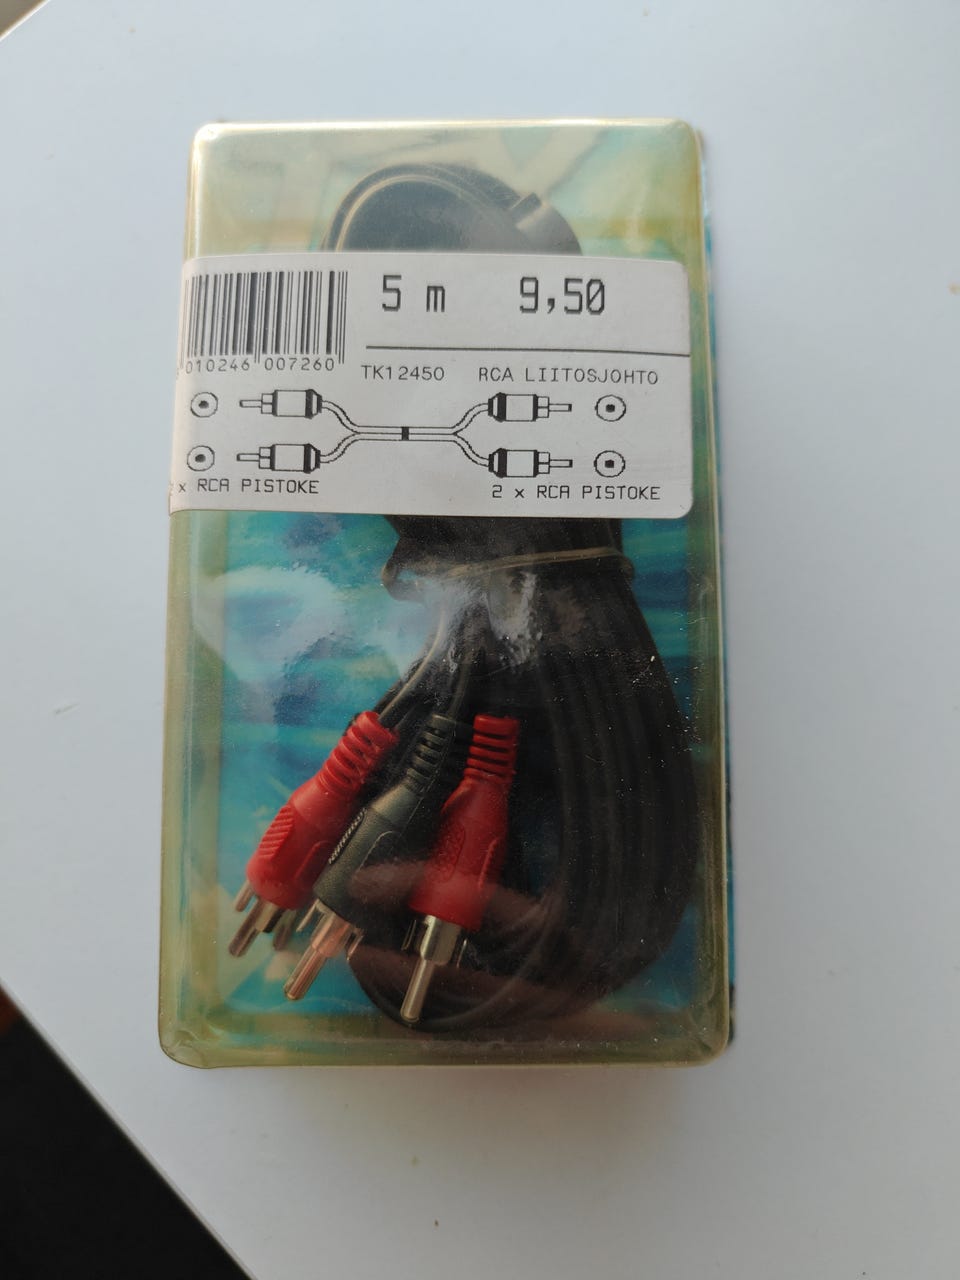 5 m 9,50
010246 007260
TK12450 RCA LIITOSJOHTO
x RCA PISTOKE 2 x RCA PISTOKE